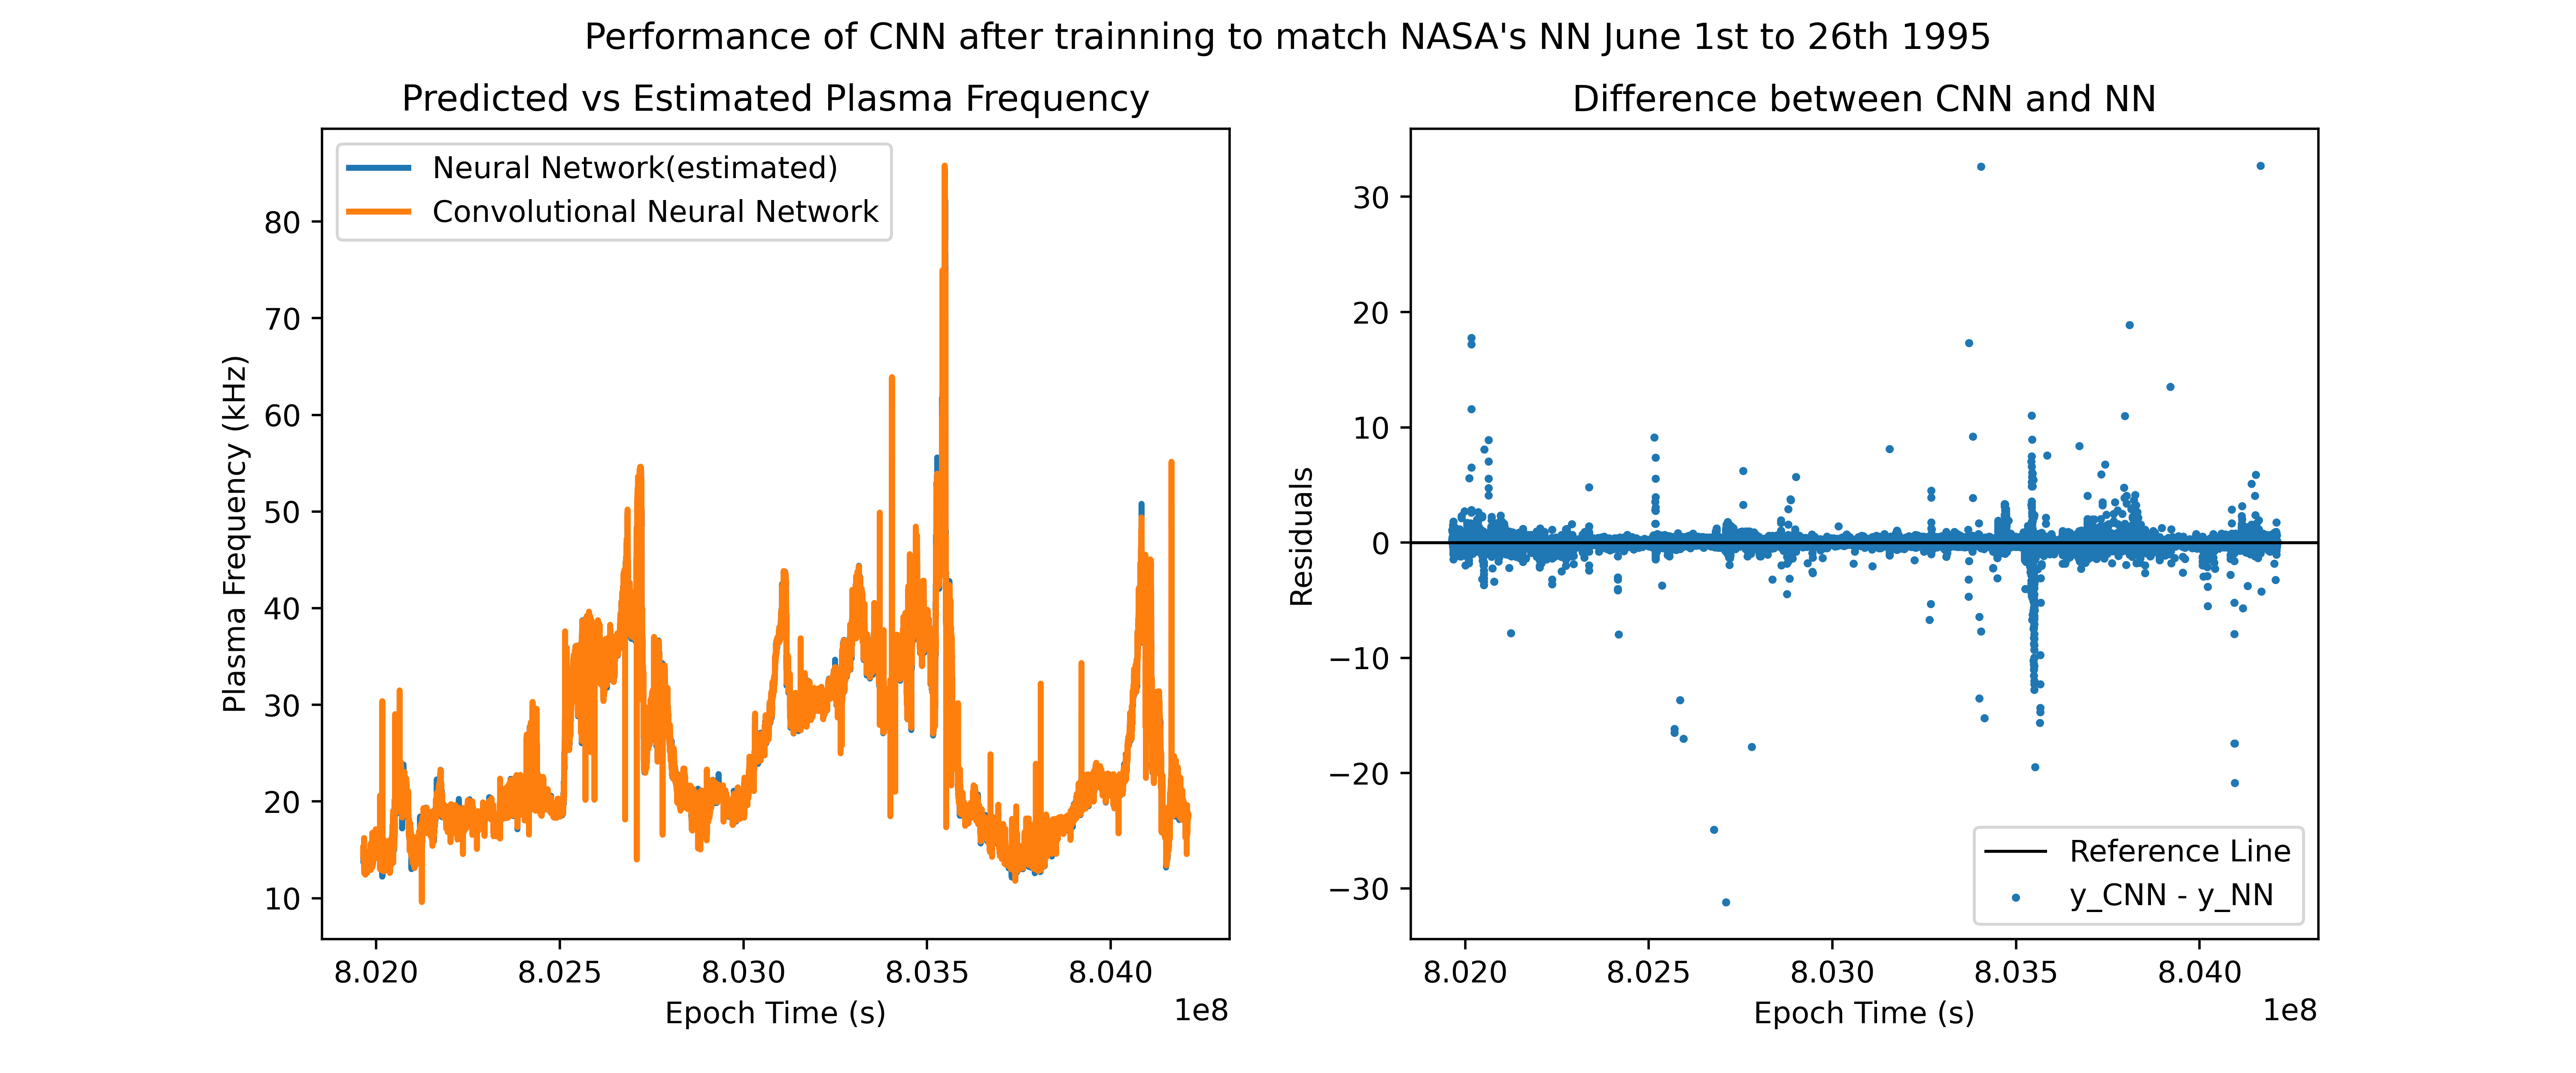 Performance of CNN after trainning to match NASA's NN June 1st to 26th 1995
Predicted vs Estimated Plasma Frequency
Neural Network(estimated)
Convolutional Neural Network
Plasma Frequency (kHz)
80
70
60
50
40
30
20
10
8.020 8.025 8.030 8.035 8.040
1e8
Epoch Time (s)
Difference between CNN and NN
Residuals
30
20
10
0
−10
−20
−30
Reference Line
y_CNN - y_NN
8.020 8.025 8.030 8.035 8.040
1e8
Epoch Time (s)